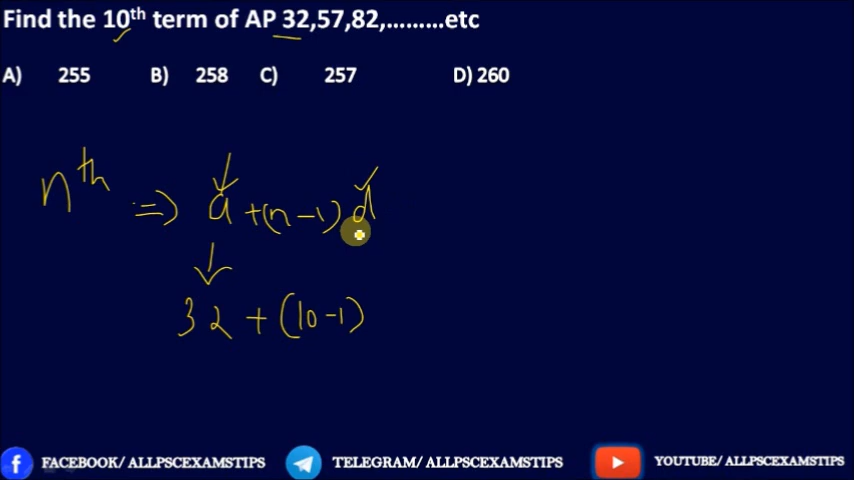 Find the 10th term of AP 32,57,82,.........etc
A) 255 B) 258 C) 257 D) 260
nth => a +(n-1) d
32 + (10-1)
FACEBOOK/ ALLPSCEXAMSTIPS TELEGRAM/ ALLPSCEXAMSTIPS YOUTUBE/ ALLPSCEXAMSTIPS